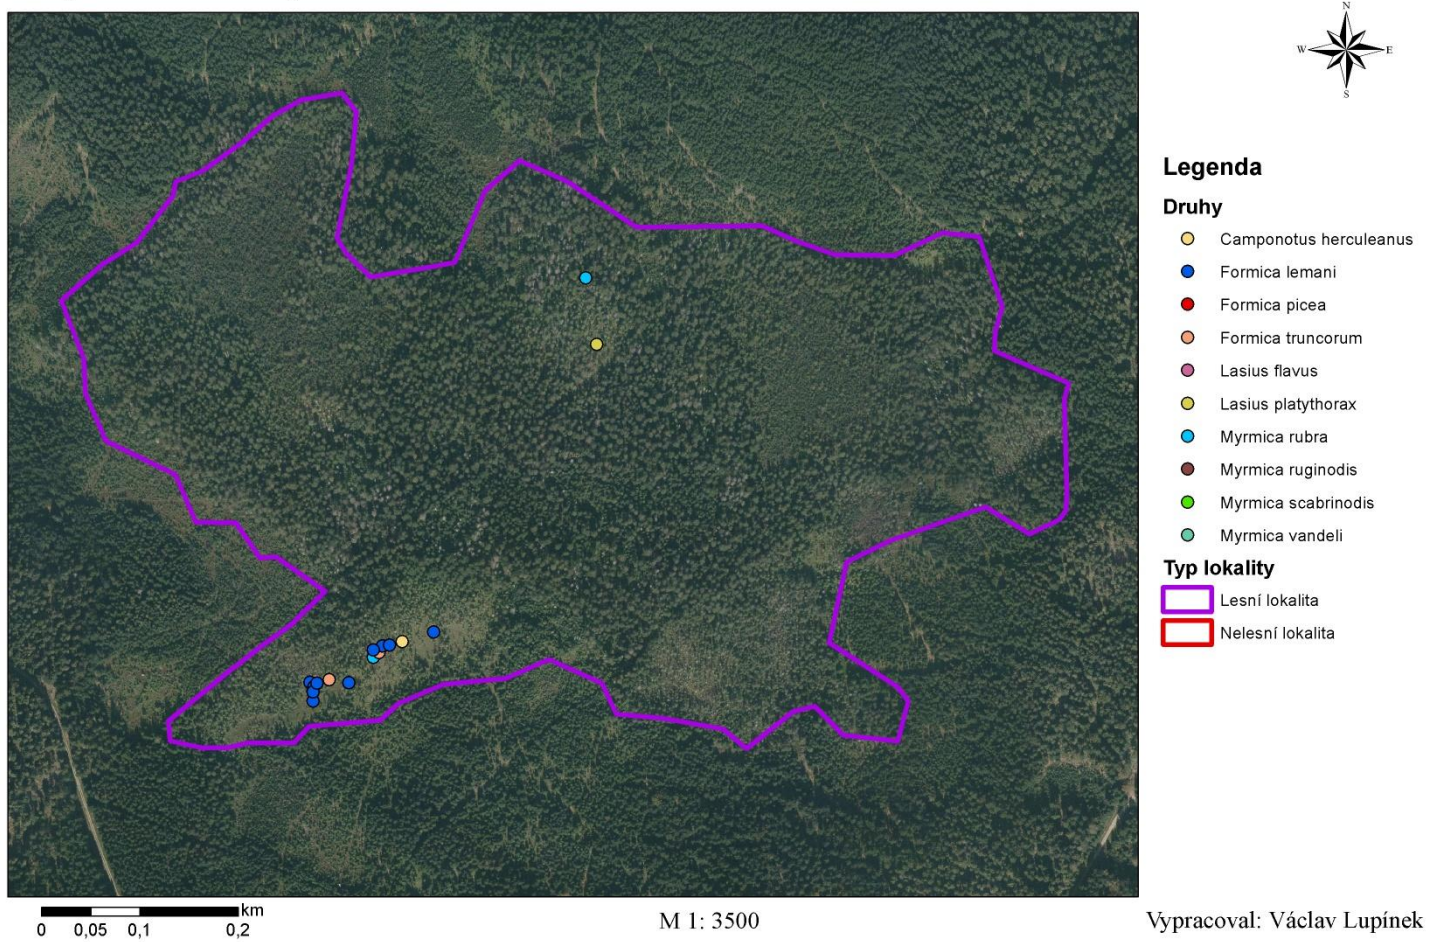 N
W E
S
Legenda
Druhy
Camponotus herculeanus
Formica lemani
Formica picea
Formica truncorum
Lasius flavus
Lasius platythorax
Myrmica rubra
Myrmica ruginodis
Myrmica scabrinodis
Myrmica vandeli
Typ lokality
Lesní lokalita
Nelesní lokalita
km
0 0,05 0,1 0,2
M 1: 3500
Vypracoval: Václav Lupínek